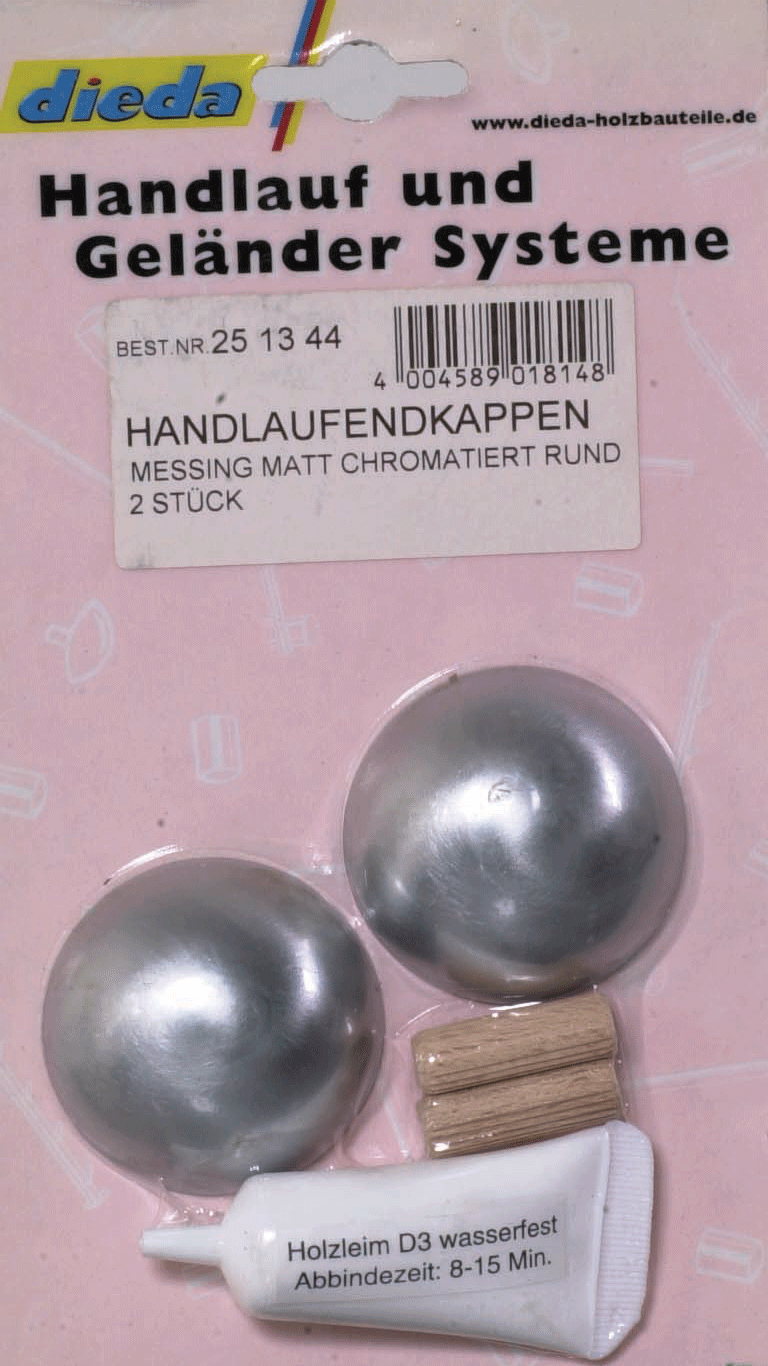 dieda
www.dieda-holzbauteile.de
Handlauf und
Geländer Systeme
BEST.NR.25 13 44
4 004589 018148
HANDLAUFENDKAPPEN
MESSING MATT CHROMATIERT RUND
2 STÜCK
Holzleim D3 wasserfest
Abbindezeit: 8-15 Min.